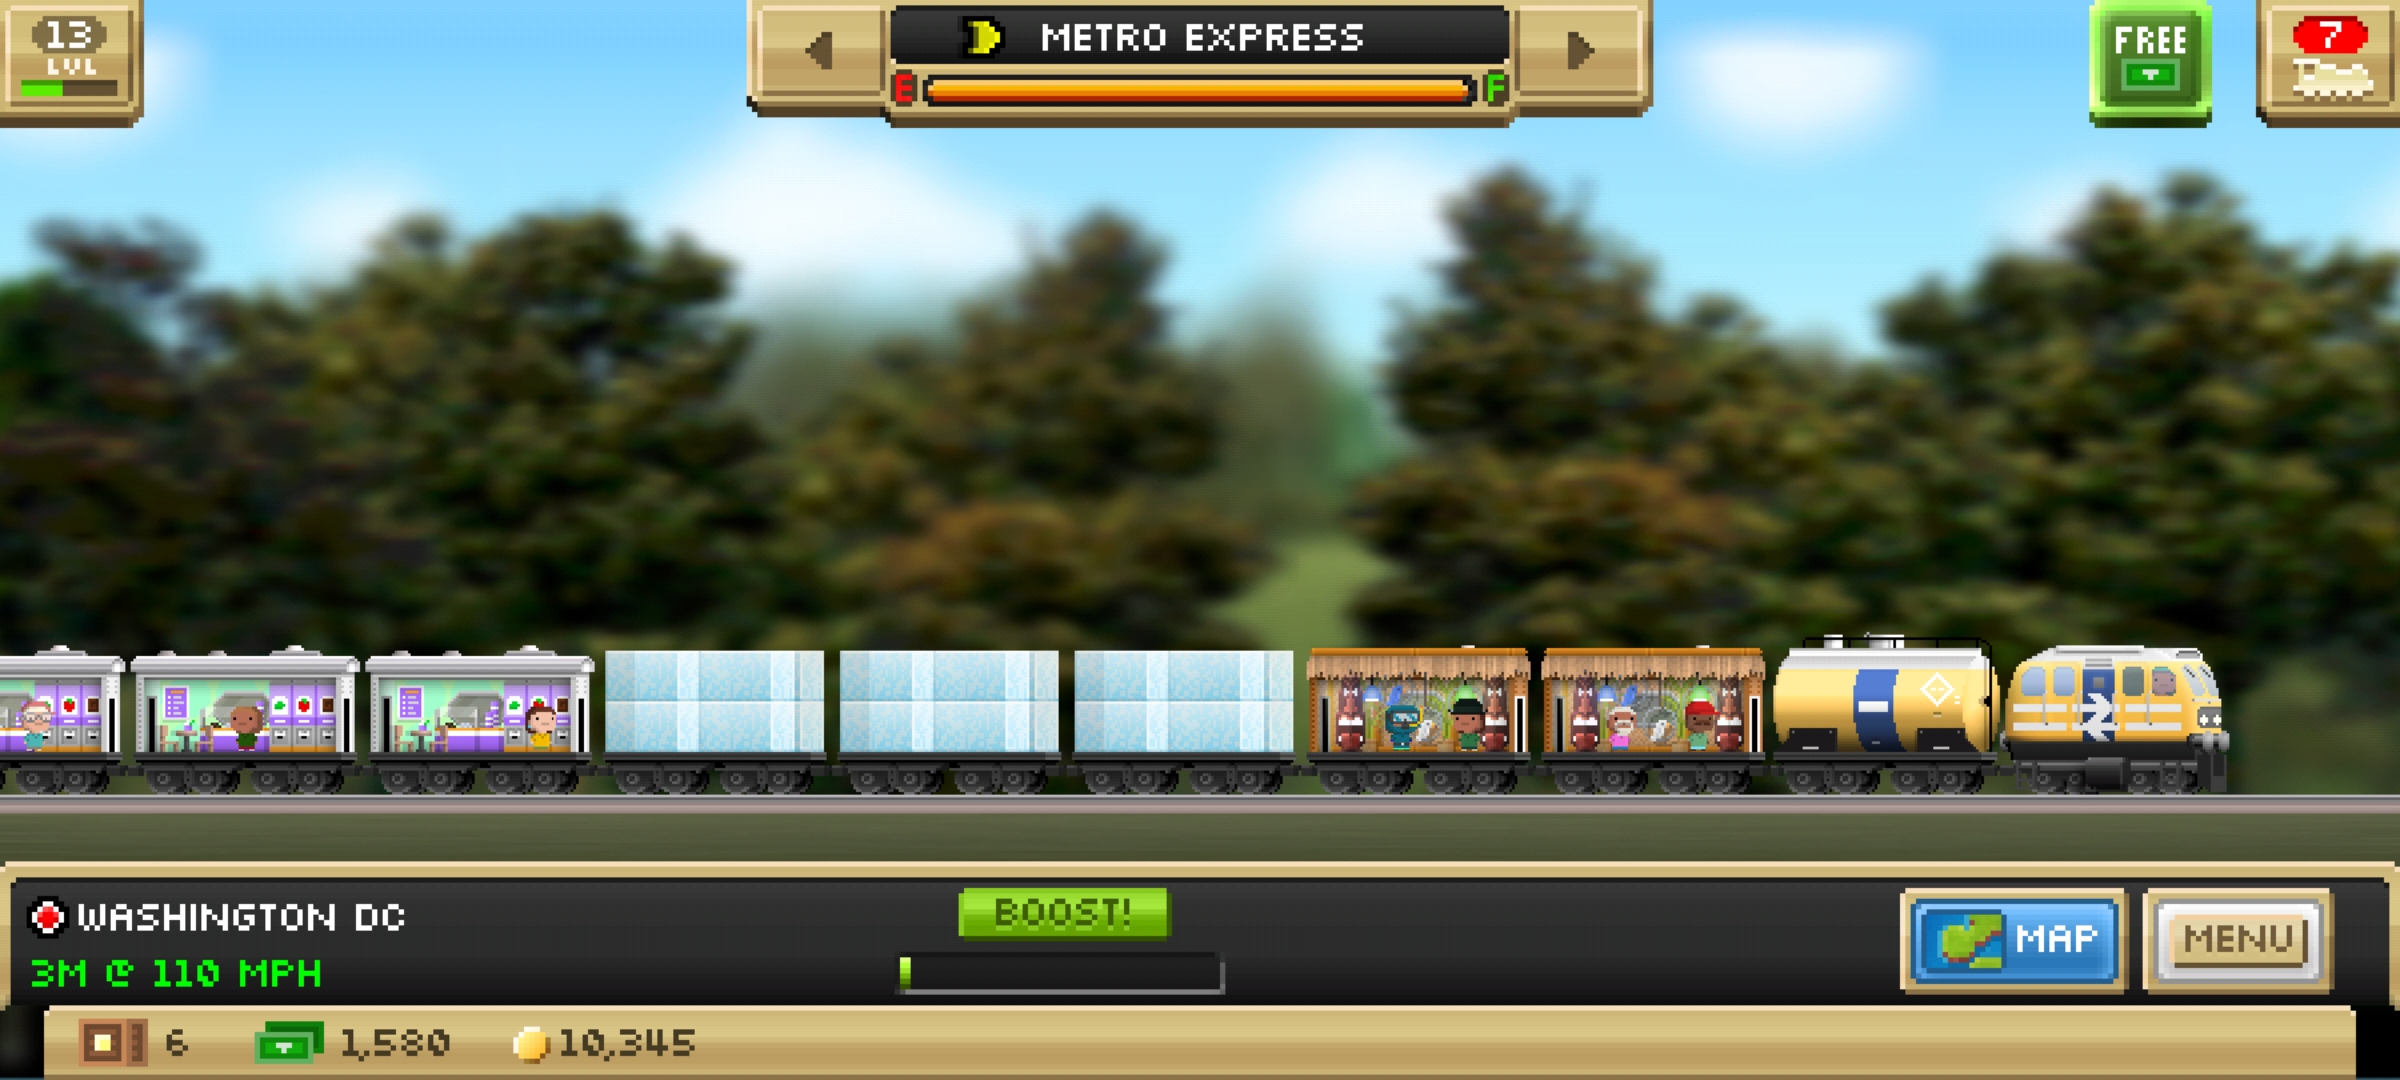 13
LVL
METRO EXPRESS
E F
FREE
7
WASHINGTON DC
3M @ 110 MPH
BOOST!
MAP
MENU
6
1,580
10,345